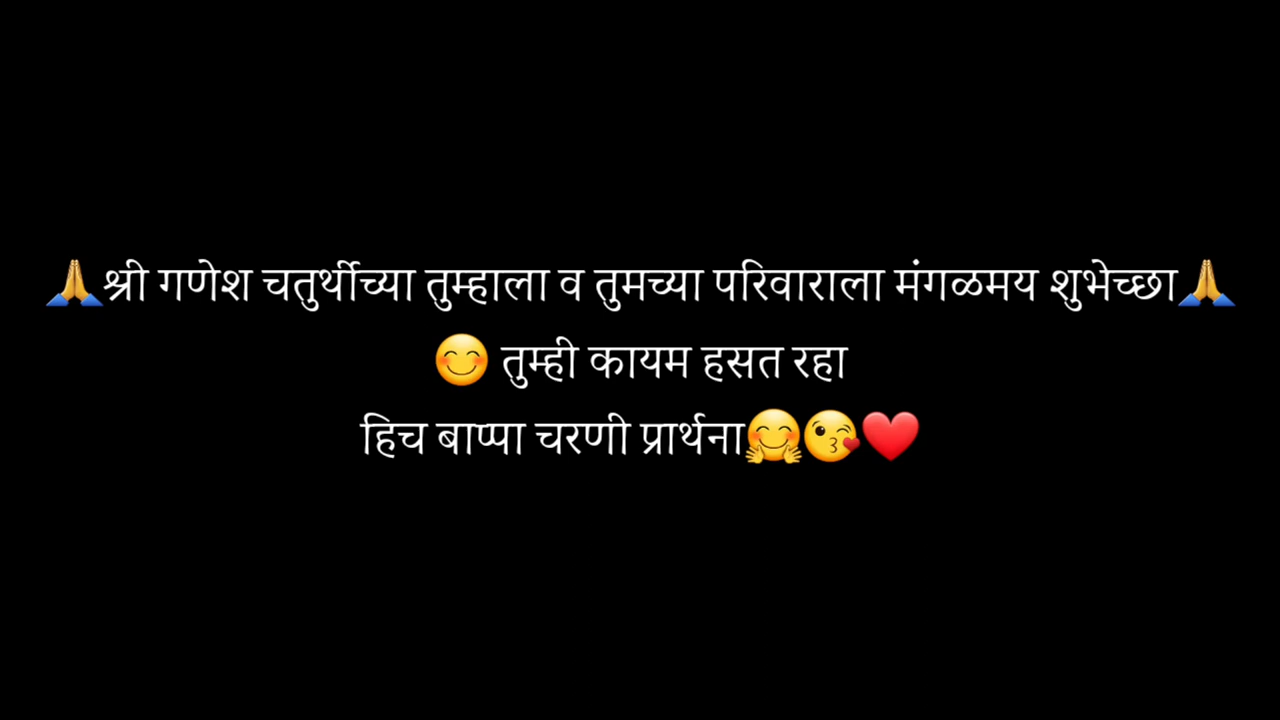 🙏श्री गणेश चतुर्थीच्या तुम्हाला व तुमच्या परिवाराला मंगळमय शुभेच्छा🙏
😊 तुम्ही कायम हसत रहा
हिच बाप्पा चरणी प्रार्थना🤗😘❤️